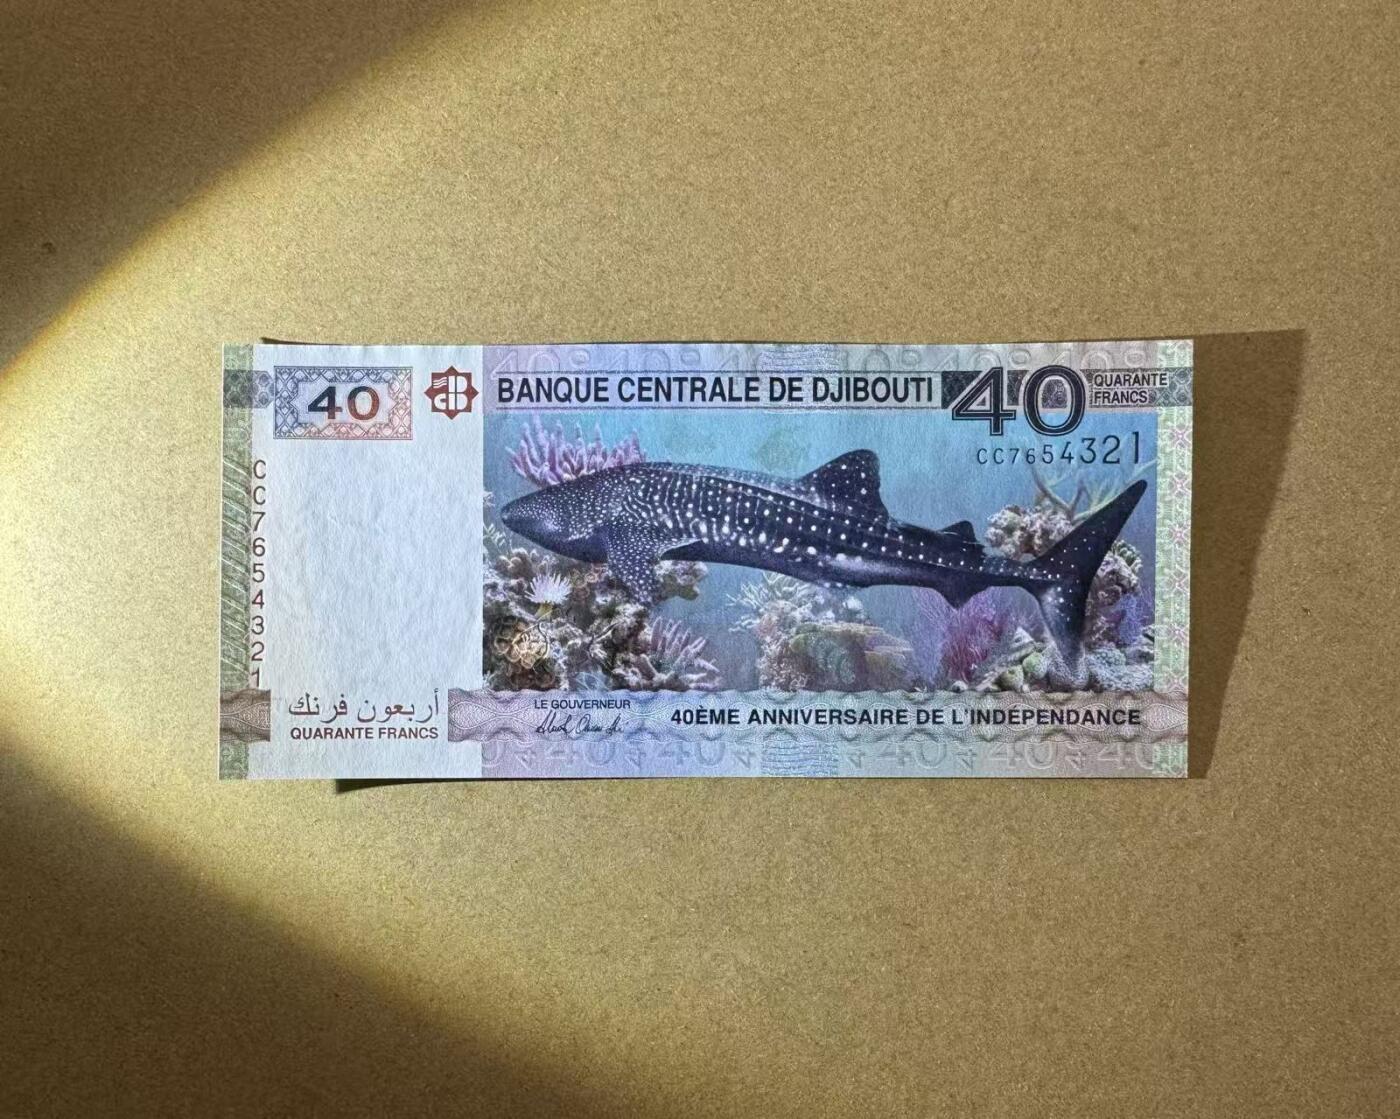 40
BANQUE CENTRALE DE DJIBOUTI
40
QUARANTE
FRANCS
CC7654321
CC7654321
أربعون فرنك
QUARANTE FRANCS
LE GOUVERNEUR
40ÈME ANNIVERSAIRE DE L'INDÉPENDANCE